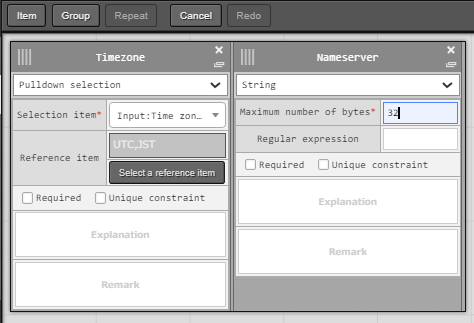 Item Group Repeat Cancel Redo
Timezone
Pulldown selection
Selection item* Input:Time zon...
Reference item
UTC,JST
Select a reference item
Required Unique constraint
Explanation
Remark
Nameserver
String
Maximum number of bytes* 32
Regular expression
Required Unique constraint
Explanation
Remark